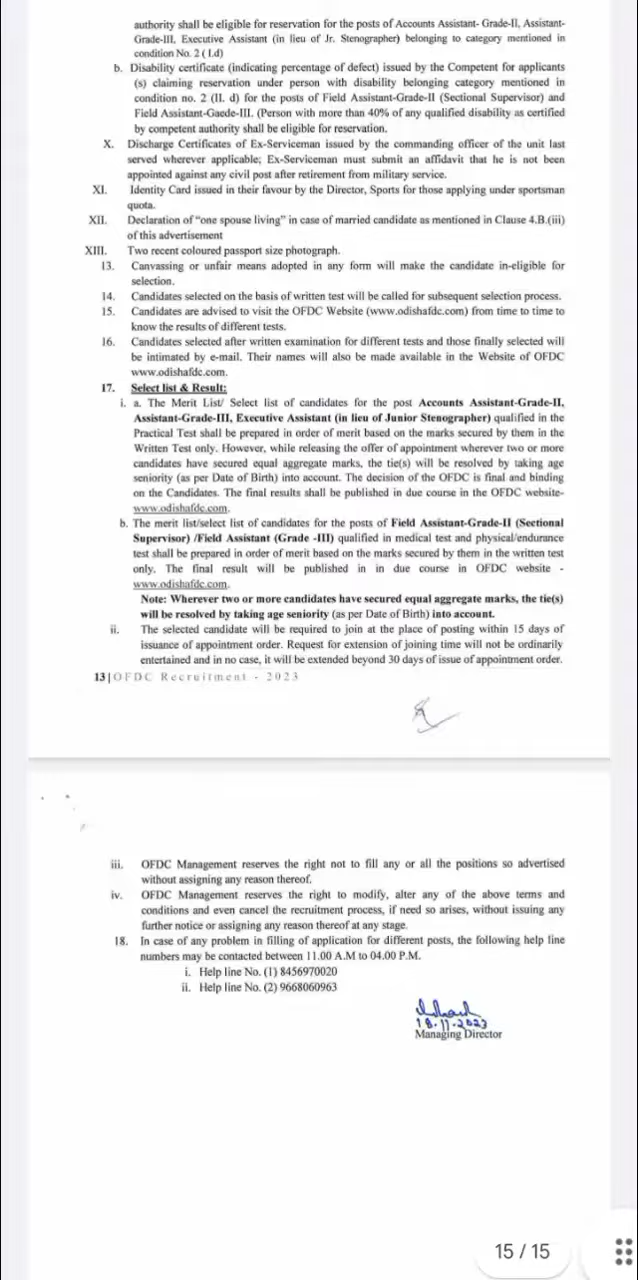 authority shall be eligible for reservation for the posts of Accounts Assistant- Grade-II, Assistant-
Grade-III, Executive Assistant (in lieu of Jr. Stenographer) belonging to category mentioned in
condition No. 2 ( I.d)
b. Disability certificate (indicating percentage of defect) issued by the Competent for applicants
(s) claiming reservation under person with disability belonging category mentioned in
condition no. 2 (II. d) for the posts of Field Assistant-Grade-II (Sectional Supervisor) and
Field Assistant-Gaede-III. (Person with more than 40% of any qualified disability as certified
by competent authority shall be eligible for reservation.
X. Discharge Certificates of Ex-Serviceman issued by the commanding officer of the unit last
served wherever applicable; Ex-Serviceman must submit an affidavit that he is not been
appointed against any civil post after retirement from military service.
XI. Identity Card issued in their favour by the Director, Sports for those applying under sportsman
quota.
XII. Declaration of "one spouse living" in case of married candidate as mentioned in Clause 4.B.(iii)
of this advertisement
XIII. Two recent coloured passport size photograph.
13. Canvassing or unfair means adopted in any form will make the candidate in-eligible for
selection.
14. Candidates selected on the basis of written test will be called for subsequent selection process.
15. Candidates are advised to visit the OFDC Website (www.odishafdc.com) from time to time to
know the results of different tests.
16. Candidates selected after written examination for different tests and those finally selected will
be intimated by e-mail. Their names will also be made available in the Website of OFDC
www.odishafdc.com.
17. Select list & Result:
i. a. The Merit List/ Select list of candidates for the post Accounts Assistant-Grade-II,
Assistant-Grade-III, Executive Assistant (in lieu of Junior Stenographer) qualified in the
Practical Test shall be prepared in order of merit based on the marks secured by them in the
Written Test only. However, while releasing the offer of appointment wherever two or more
candidates have secured equal aggregate marks, the tie(s) will be resolved by taking age
seniority (as per Date of Birth) into account. The decision of the OFDC is final and binding
on the Candidates. The final results shall be published in due course in the OFDC website-
www.odishafdc.com.
b. The merit list/select list of candidates for the posts of Field Assistant-Grade-II (Sectional
Supervisor) /Field Assistant (Grade -III) qualified in medical test and physical/endurance
test shall be prepared in order of merit based on the marks secured by them in the written test
only. The final result will be published in in due course in OFDC website -
www.odishafdc.com.
Note: Wherever two or more candidates have secured equal aggregate marks, the tie(s)
will be resolved by taking age seniority (as per Date of Birth) into account.
ii. The selected candidate will be required to join at the place of posting within 15 days of
issuance of appointment order. Request for extension of joining time will not be ordinarily
entertained and in no case, it will be extended beyond 30 days of issue of appointment order.
13|OFDC Recruitment - 2023
iii. OFDC Management reserves the right not to fill any or all the positions so advertised
without assigning any reason thereof.
iv. OFDC Management reserves the right to modify, alter any of the above terms and
conditions and even cancel the recruitment process, if need so arises, without issuing any
further notice or assigning any reason thereof at any stage.
18. In case of any problem in filling of application for different posts, the following help line
numbers may be contacted between 11.00 A.M to 04.00 P.M.
i. Help line No. (1) 8456970020
ii. Help line No. (2) 9668060963
18.11.2023
Managing Director
15 / 15